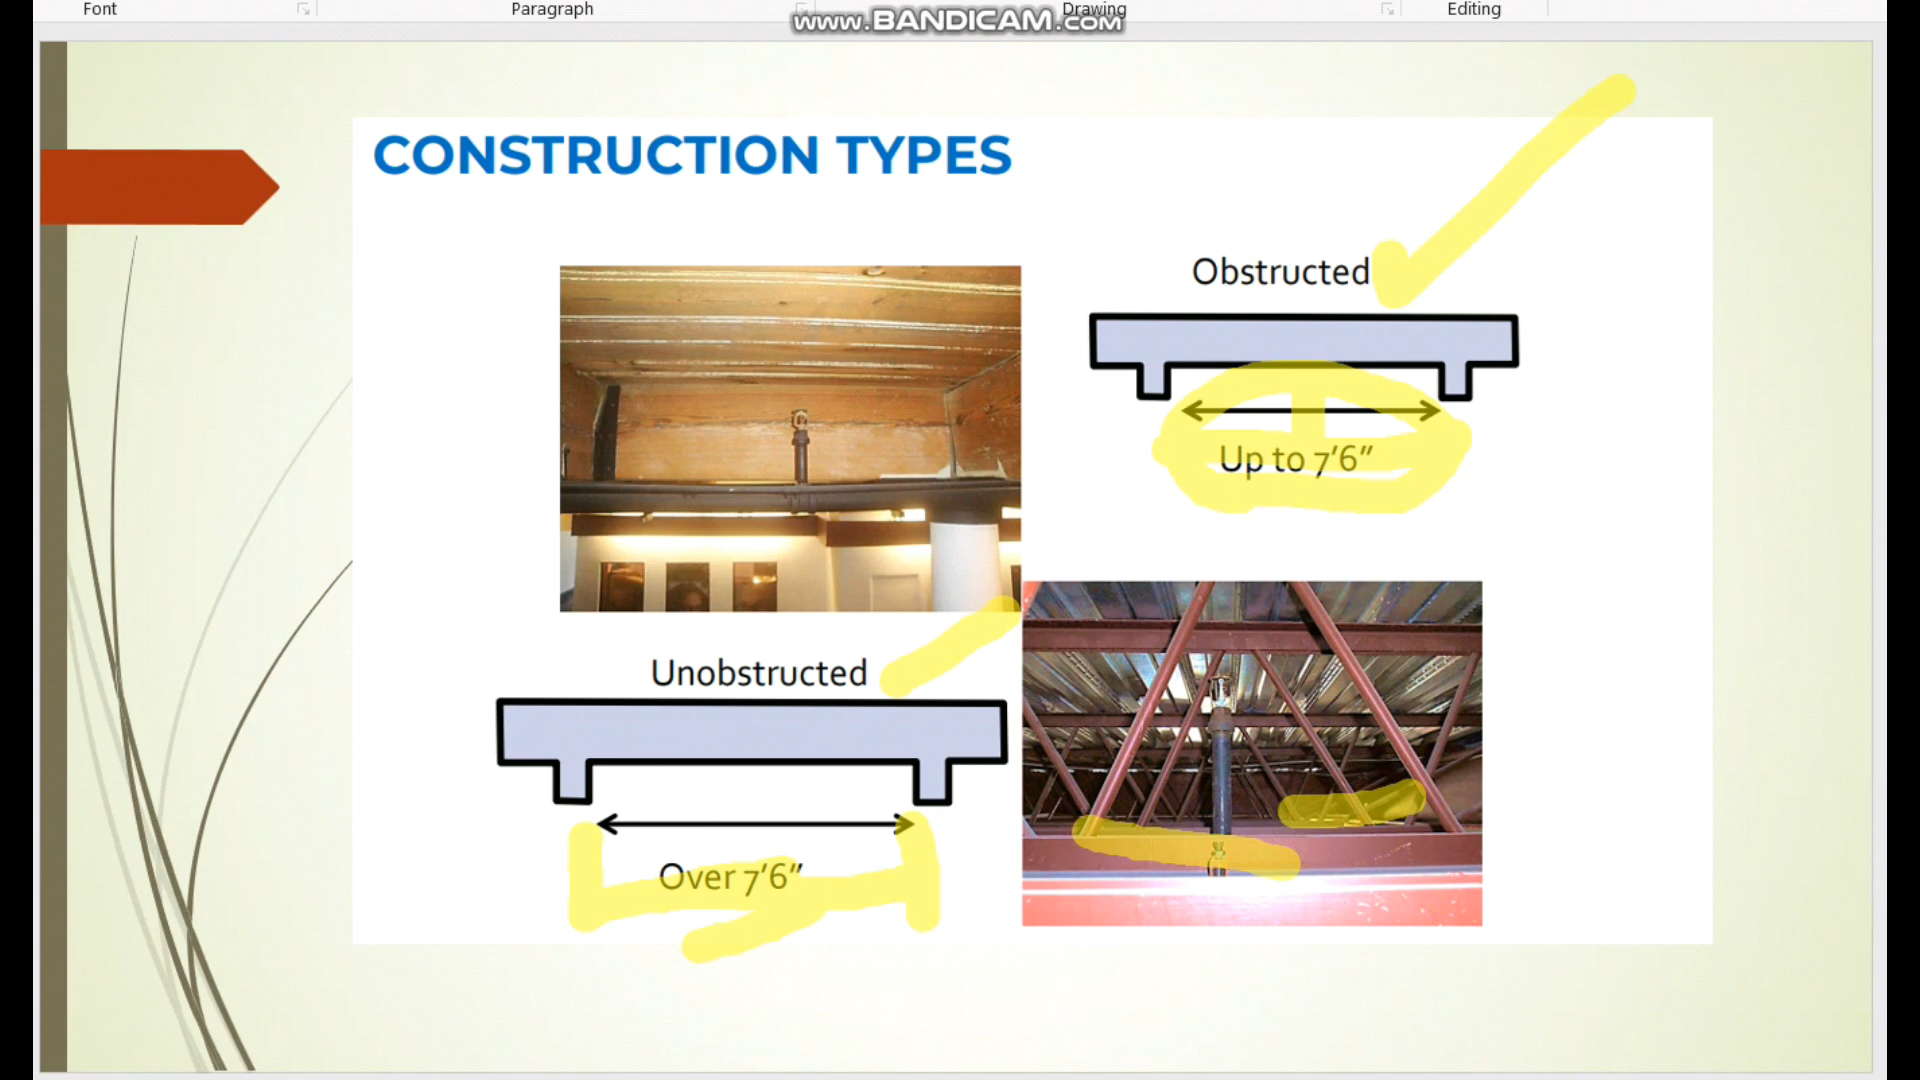 Font
Paragraph
Drawing
Editing
www.BANDICAM.com
CONSTRUCTION TYPES
Obstructed
Up to 7'6"
Unobstructed
Over 7'6"